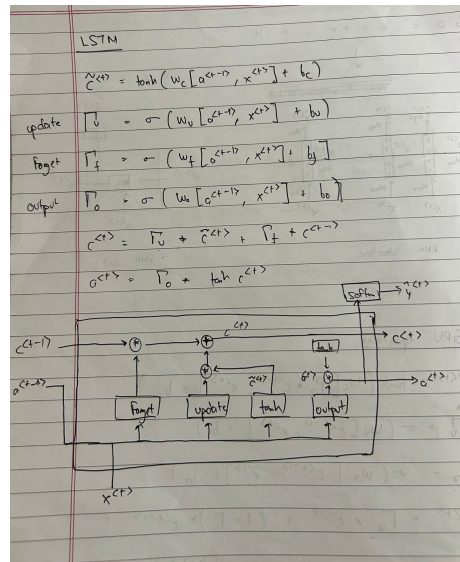 LSTM
c̃<t> = tanh(Wc[a<t-1>, x<t>] + bc)
update Γu = σ(Wu[a<t-1>, x<t>] + bu)
forget Γf = σ(Wf[a<t-1>, x<t>] + bf]
output Γo = σ(Wo[a<t-1>, x<t>] + bo)
c<t> = Γu * c̃<t> + Γf * c<t-1>
a<t> = Γo * tanh c<t>
softm ŷ<t>
c<t-1> * + c<t> c<t>
tanh
* c̃<t> *
a<t-1> a<t>
forget update tanh output
x<t>